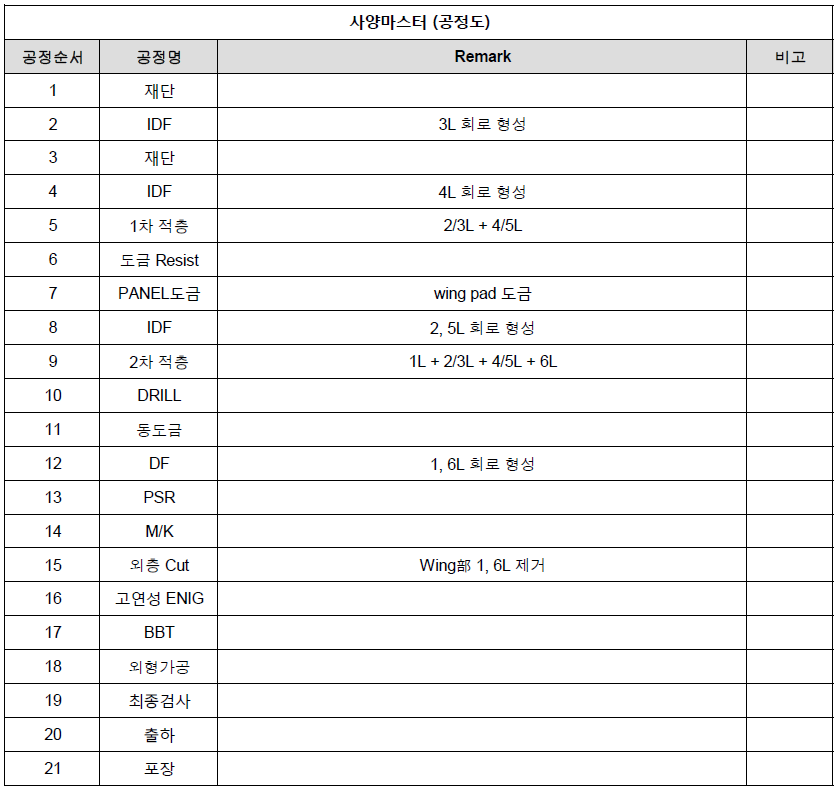 사양마스터 (공정도)
공정순서 공정명 Remark 비고
1 재단
2 IDF 3L 회로 형성
3 재단
4 IDF 4L 회로 형성
5 1차 적층 2/3L + 4/5L
6 도금 Resist
7 PANEL도금 wing pad 도금
8 IDF 2, 5L 회로 형성
9 2차 적층 1L + 2/3L + 4/5L + 6L
10 DRILL
11 동도금
12 DF 1, 6L 회로 형성
13 PSR
14 M/K
15 외층 Cut Wing部 1, 6L 제거
16 고연성 ENIG
17 BBT
18 외형가공
19 최종검사
20 출하
21 포장